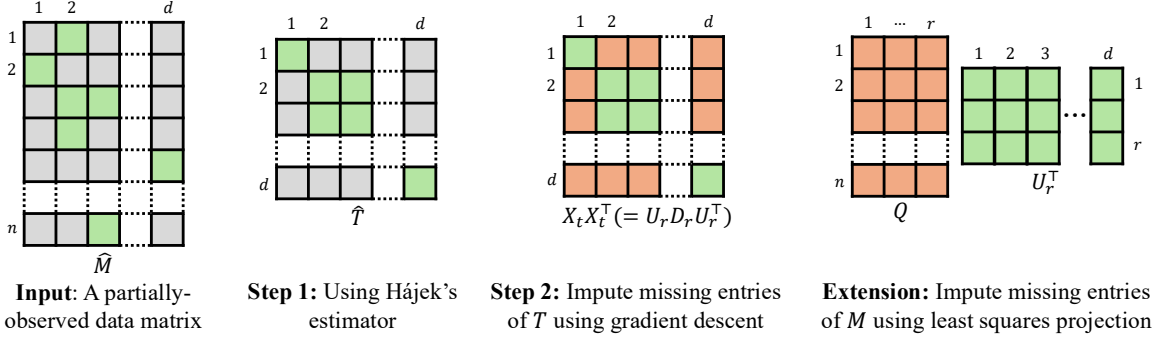 1 2 d
1
2
n
M̂
Input: A partially-
observed data matrix
1 2 d
1
2
d
T̂
Step 1: Using Hájek's
estimator
1 2 d
1
2
d
X_t X_t^⊤ (= U_r D_r U_r^⊤)
Step 2: Impute missing entries
of T using gradient descent
1 ... r
1
2
n
Q
1 2 3 d
...
1
r
U_r^⊤
Extension: Impute missing entries
of M using least squares projection